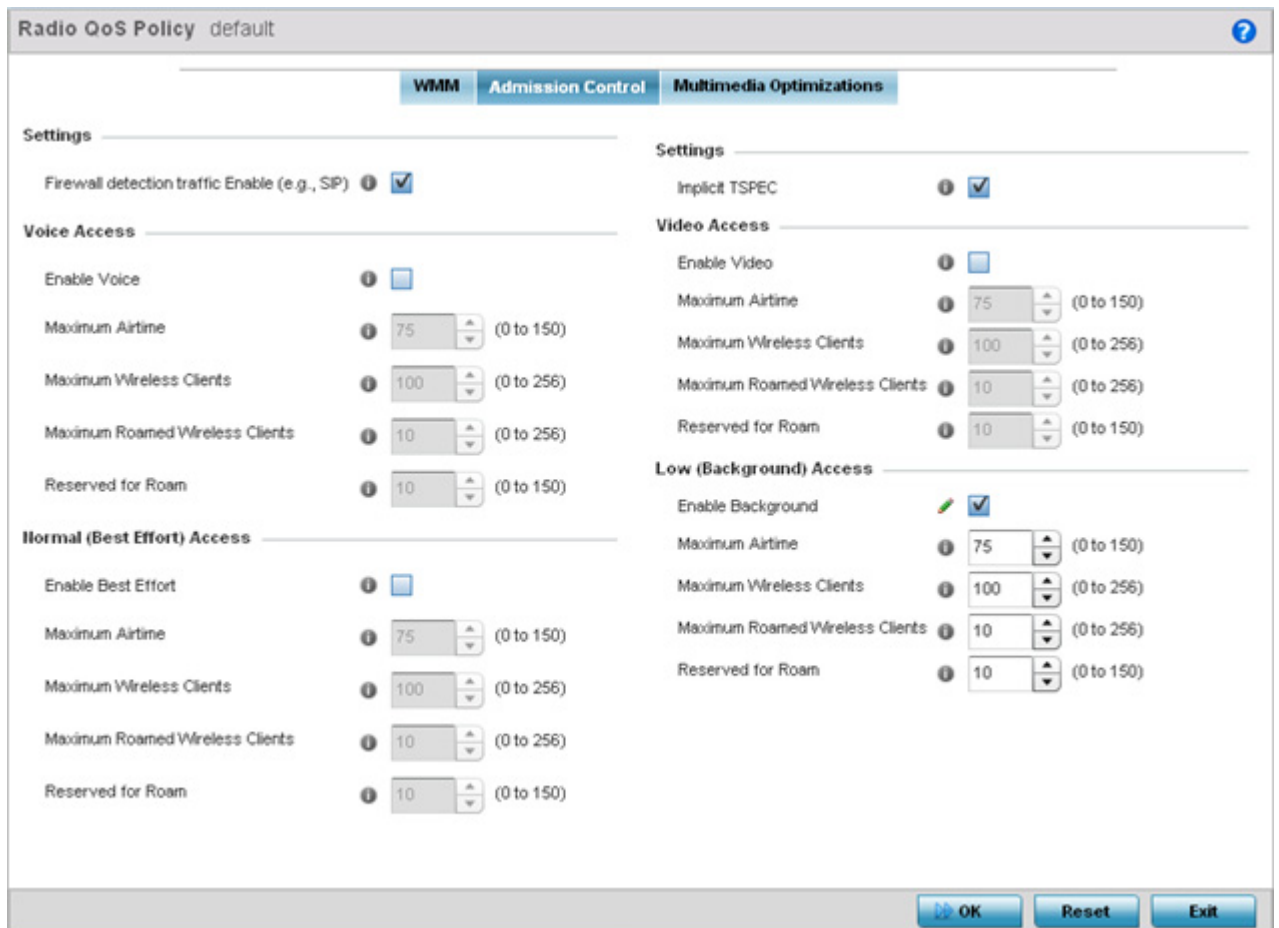 Radio QoS Policy default
WMM Admission Control Multimedia Optimizations
Settings
Firewall detection traffic Enable (e.g., SIP)
Voice Access
Enable Voice
Maximum Airtime 75 (0 to 150)
Maximum Wireless Clients 100 (0 to 256)
Maximum Roamed Wireless Clients 10 (0 to 256)
Reserved for Roam 10 (0 to 150)
Normal (Best Effort) Access
Enable Best Effort
Maximum Airtime 75 (0 to 150)
Maximum Wireless Clients 100 (0 to 256)
Maximum Roamed Wireless Clients 10 (0 to 256)
Reserved for Roam 10 (0 to 150)
Settings
Implicit TSPEC
Video Access
Enable Video
Maximum Airtime 75 (0 to 150)
Maximum Wireless Clients 100 (0 to 256)
Maximum Roamed Wireless Clients 10 (0 to 256)
Reserved for Roam 10 (0 to 150)
Low (Background) Access
Enable Background
Maximum Airtime 75 (0 to 150)
Maximum Wireless Clients 100 (0 to 256)
Maximum Roamed Wireless Clients 10 (0 to 256)
Reserved for Roam 10 (0 to 150)
OK Reset Exit